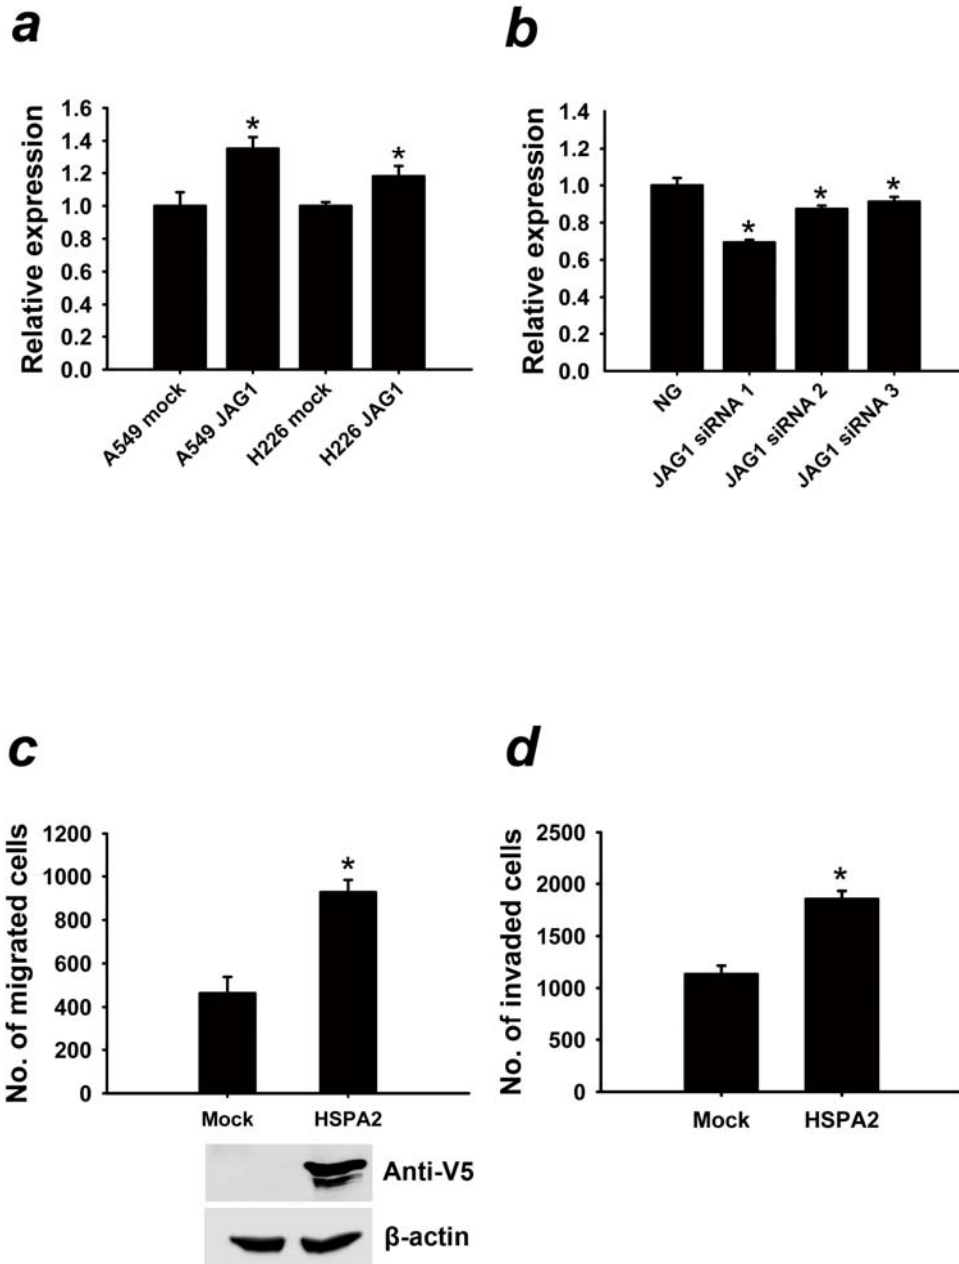 a
b
Relative expression
1.6
1.4
1.2
1.0
0.8
0.6
0.4
0.2
0.0
*
*
A549 mock
A549 JAG1
H226 mock
H226 JAG1
Relative expression
1.4
1.2
1.0
0.8
0.6
0.4
0.2
0.0
*
*
*
NG
JAG1 siRNA 1
JAG1 siRNA 2
JAG1 siRNA 3
c
d
No. of migrated cells
1200
1000
800
600
400
200
0
*
Mock
HSPA2
Anti-V5
β-actin
No. of invaded cells
2500
2000
1500
1000
500
0
*
Mock
HSPA2